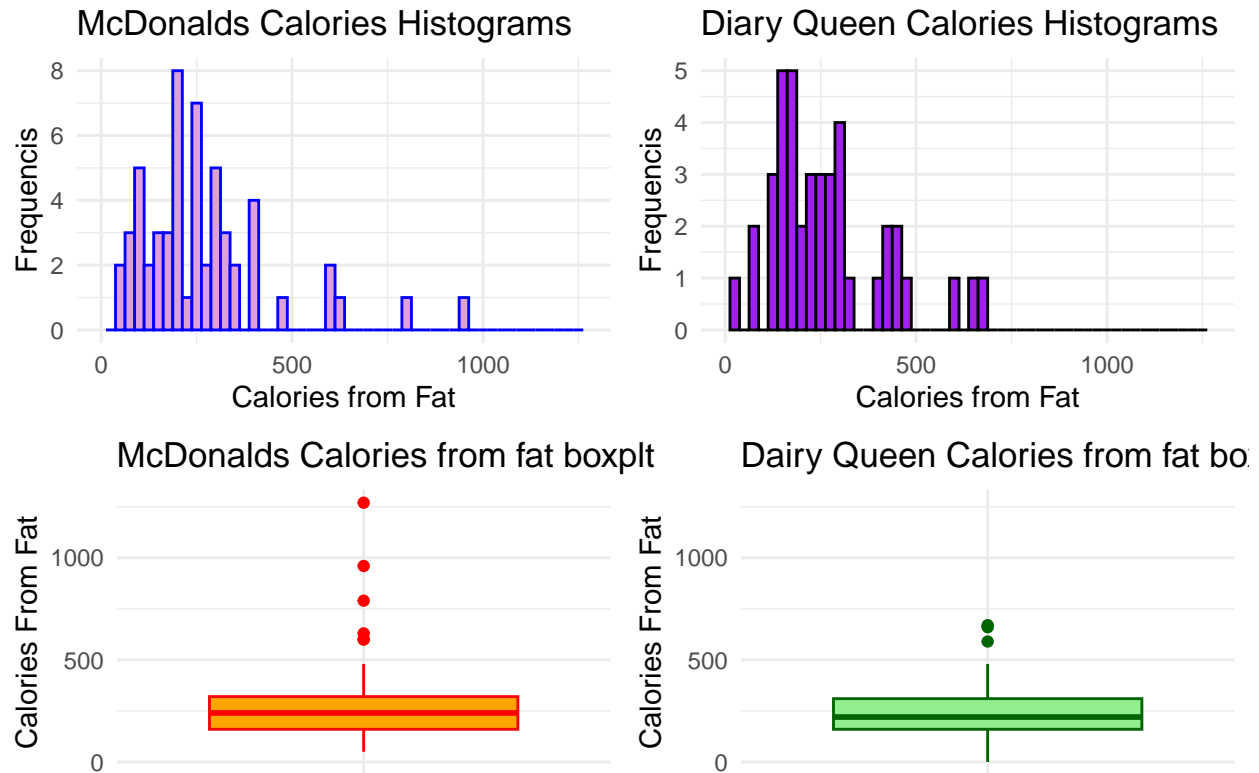 McDonalds Calories Histograms
8
6
4
2
0
Frequencis
0 500 1000
Calories from Fat
Diary Queen Calories Histograms
5
4
3
2
1
0
Frequencis
0 500 1000
Calories from Fat
McDonalds Calories from fat boxplt
1000
500
0
Calories From Fat
Dairy Queen Calories from fat box
1000
500
0
Calories From Fat